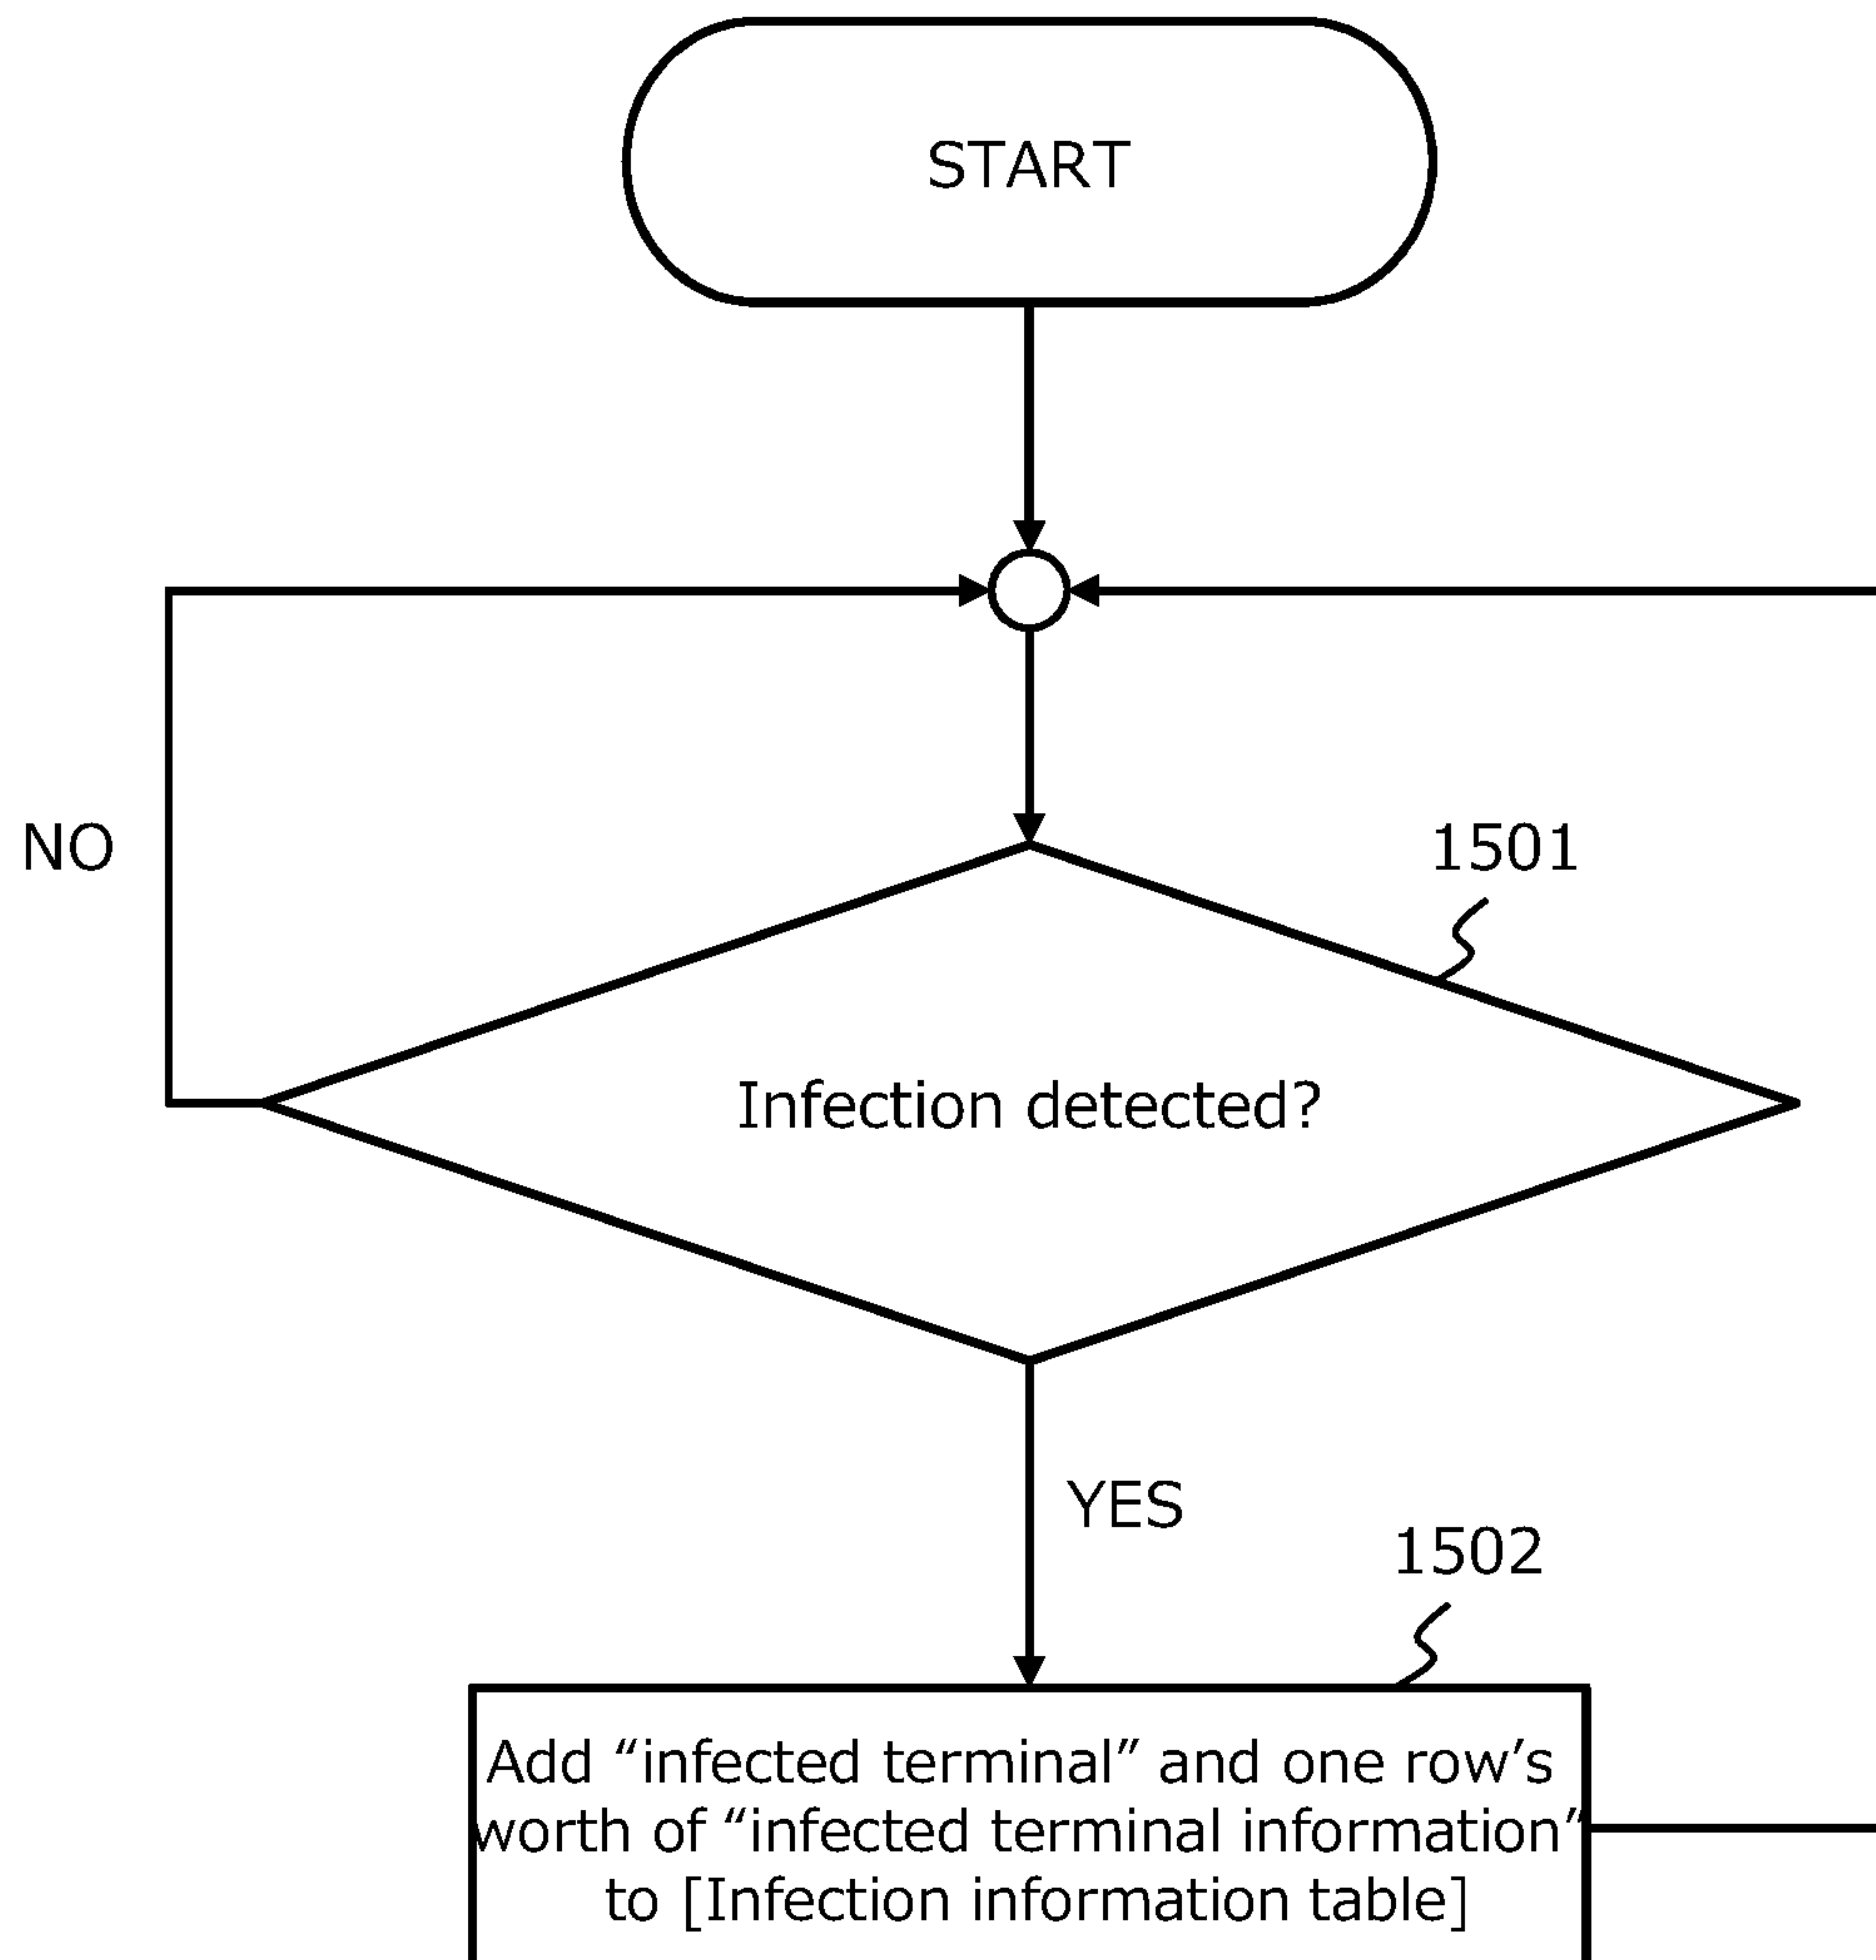 START
NO
1501
Infection detected?
YES
1502
Add “infected terminal” and one row’s
worth of “infected terminal information”
to [Infection information table]